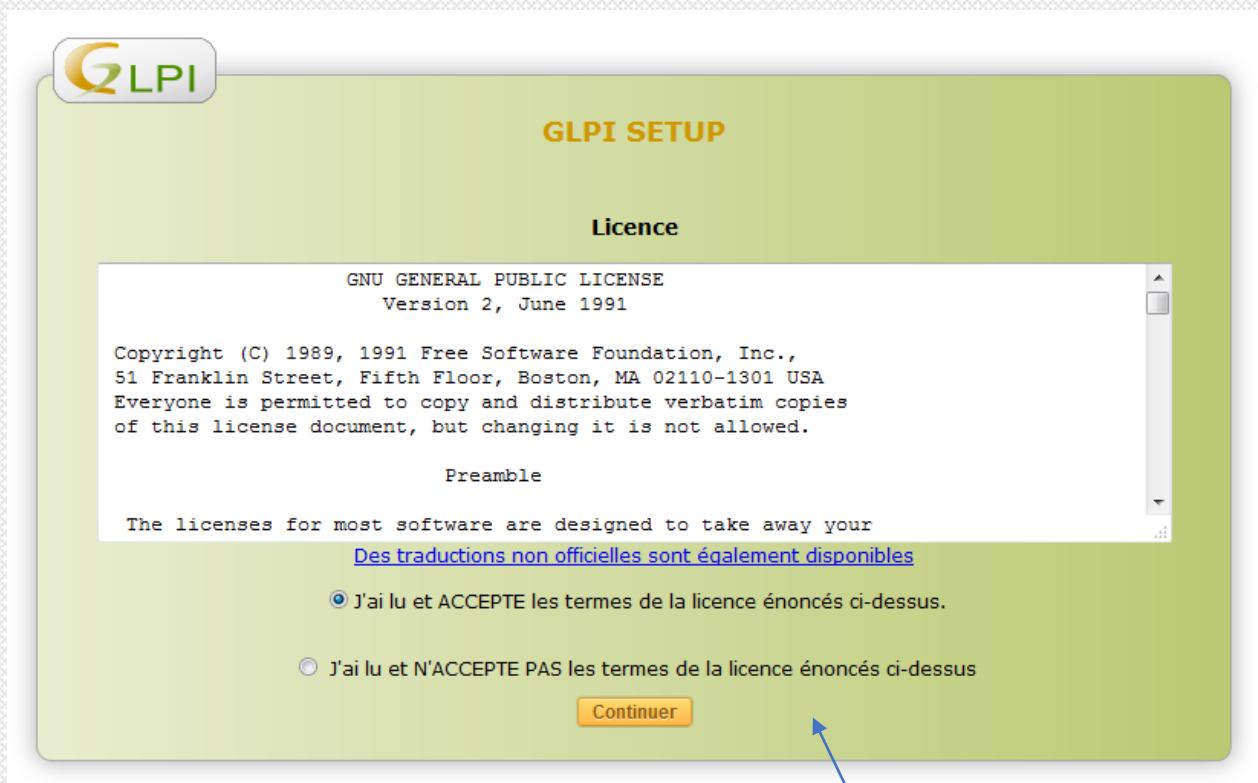 GLPI
GLPI SETUP
Licence
GNU GENERAL PUBLIC LICENSE
Version 2, June 1991
Copyright (C) 1989, 1991 Free Software Foundation, Inc.,
51 Franklin Street, Fifth Floor, Boston, MA 02110-1301 USA
Everyone is permitted to copy and distribute verbatim copies
of this license document, but changing it is not allowed.
Preamble
The licenses for most software are designed to take away your
Des traductions non officielles sont également disponibles
J'ai lu et ACCEPTE les termes de la licence énoncés ci-dessus.
J'ai lu et N'ACCEPTE PAS les termes de la licence énoncés ci-dessus
Continuer